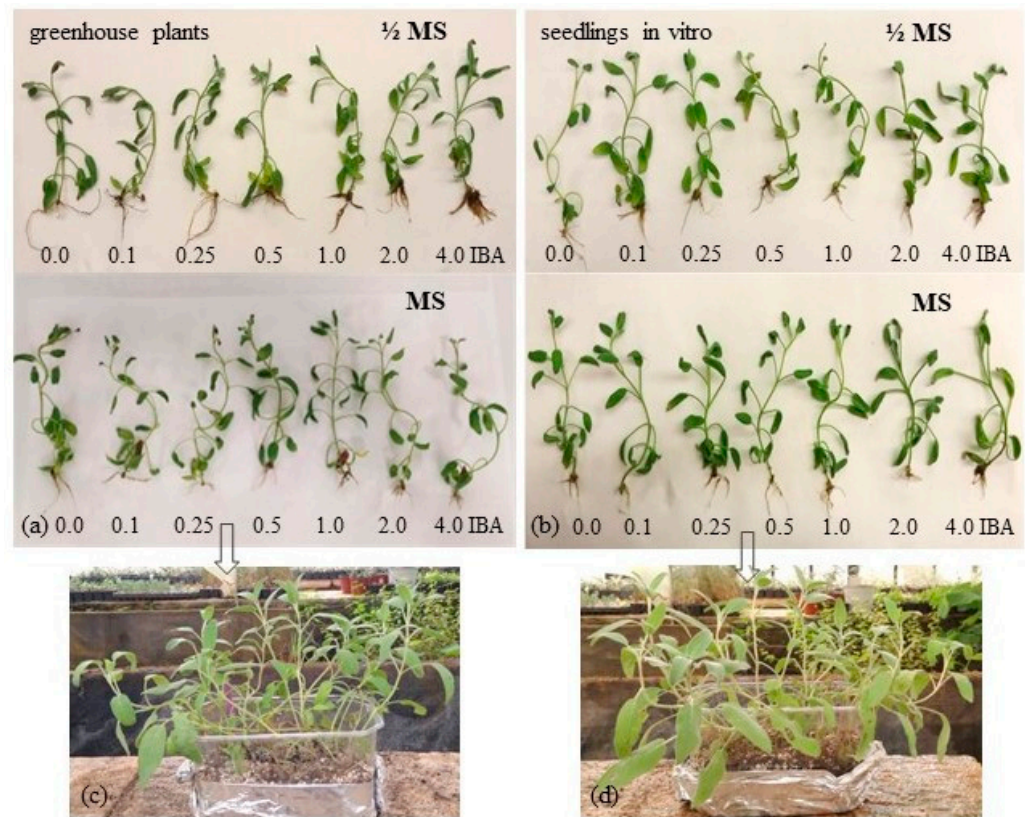 greenhouse plants ½ MS
0.0 0.1 0.25 0.5 1.0 2.0 4.0 IBA
MS
(a) 0.0 0.1 0.25 0.5 1.0 2.0 4.0 IBA
seedlings in vitro ½ MS
0.0 0.1 0.25 0.5 1.0 2.0 4.0 IBA
MS
(b) 0.0 0.1 0.25 0.5 1.0 2.0 4.0 IBA
(c)
(d)